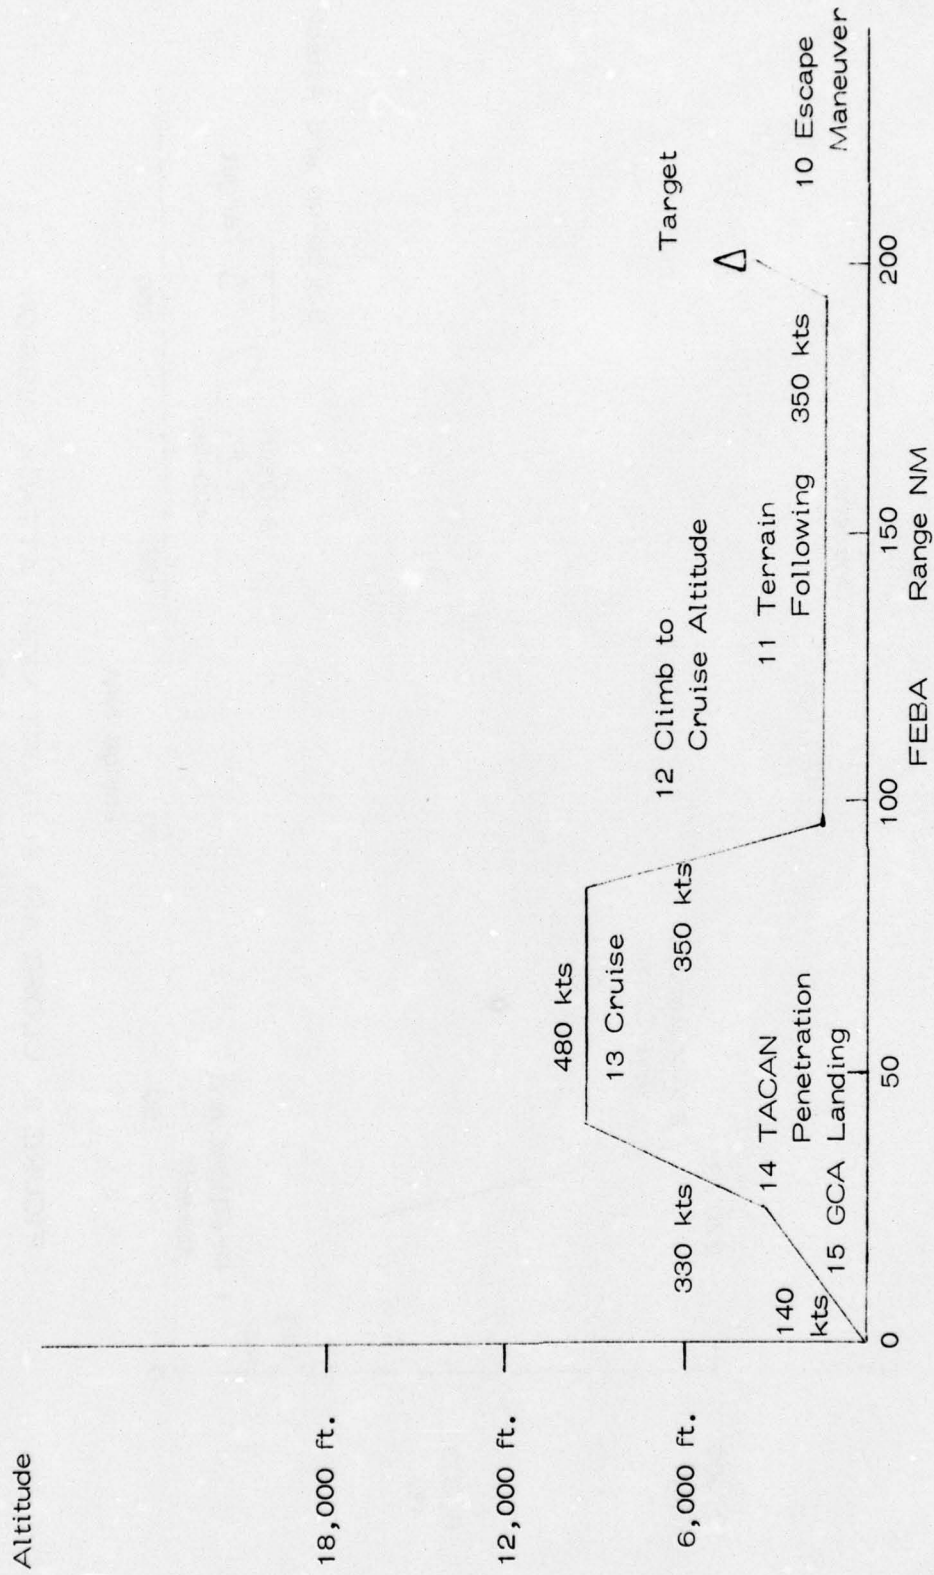 Altitude
18,000 ft.
12,000 ft.
6,000 ft.
480 kts
13 Cruise
330 kts
350 kts
14 TACAN
Penetration
140
kts
15 GCA Landing
12 Climb to
Cruise Altitude
11 Terrain
Following 350 kts
Target
10 Escape
Maneuver
0
50
100
150
200
FEBA Range NM